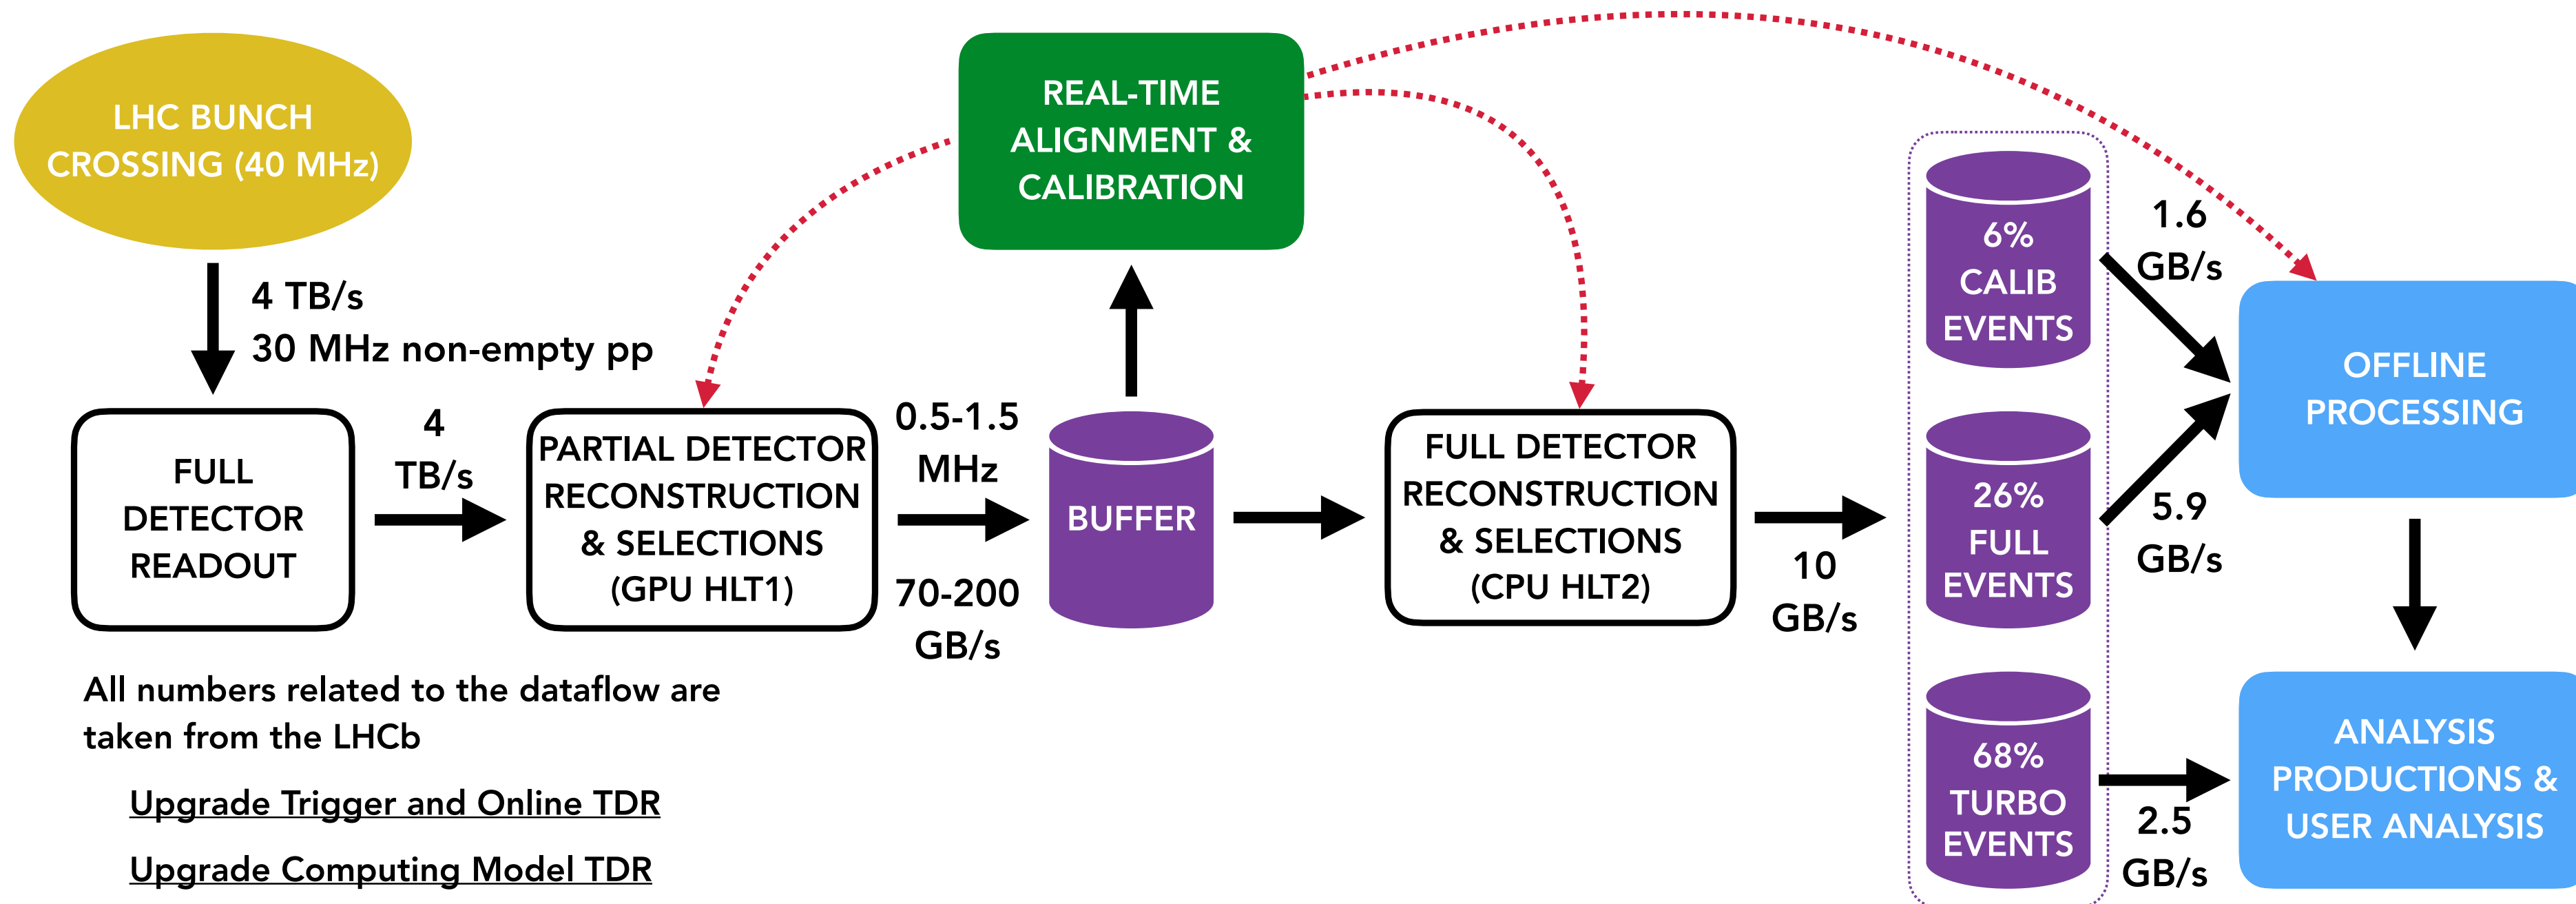 LHC BUNCH
CROSSING (40 MHz)
4 TB/s
30 MHz non-empty pp
FULL
DETECTOR
READOUT
4
TB/s
PARTIAL DETECTOR
RECONSTRUCTION
& SELECTIONS
(GPU HLT1)
0.5-1.5
MHz
70-200
GB/s
BUFFER
REAL-TIME
ALIGNMENT &
CALIBRATION
FULL DETECTOR
RECONSTRUCTION
& SELECTIONS
(CPU HLT2)
10
GB/s
6%
CALIB
EVENTS
1.6
GB/s
26%
FULL
EVENTS
5.9
GB/s
68%
TURBO
EVENTS
2.5
GB/s
OFFLINE
PROCESSING
ANALYSIS
PRODUCTIONS &
USER ANALYSIS
All numbers related to the dataflow are
taken from the LHCb
Upgrade Trigger and Online TDR
Upgrade Computing Model TDR